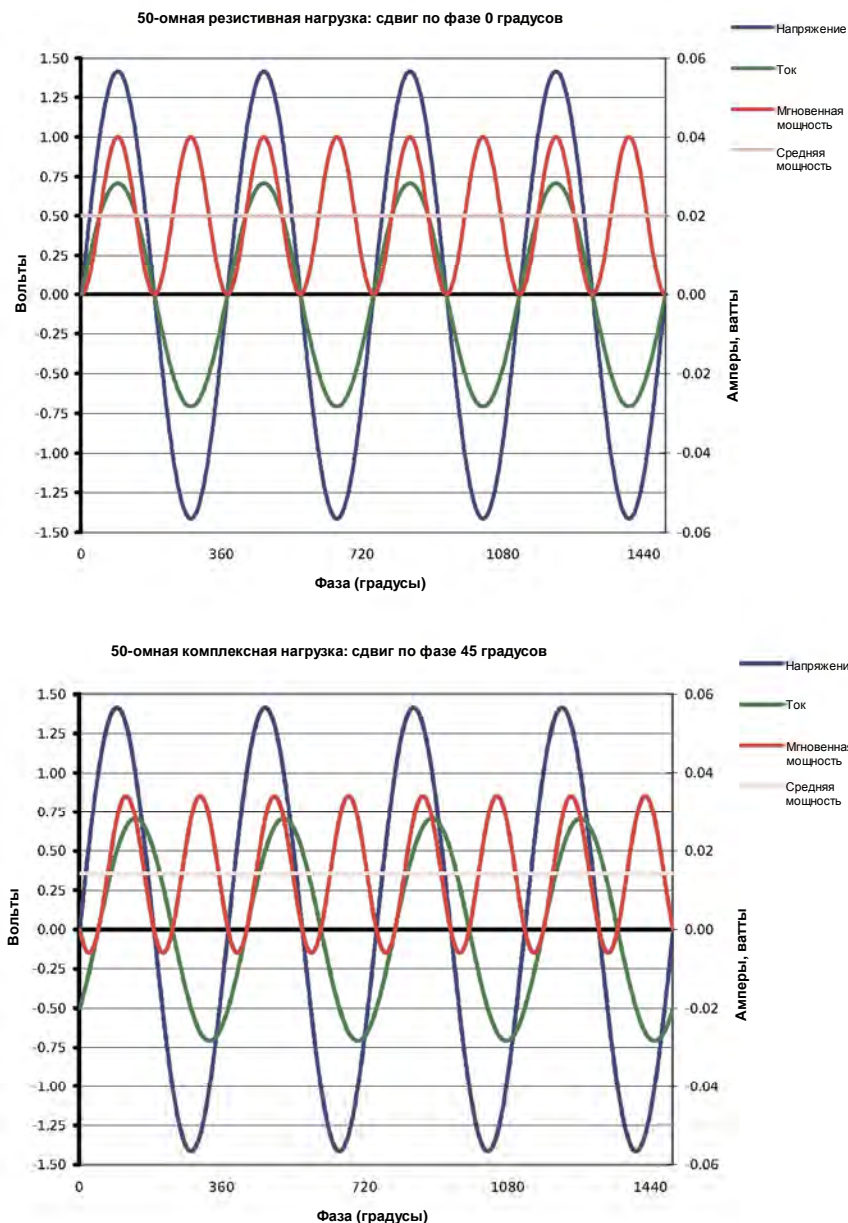 50-омная резистивная нагрузка: сдвиг по фазе 0 градусов
Напряжение
Ток
Мгновенная
мощность
Средняя
мощность
1.50
1.25
1.00
0.75
0.50
0.25
0.00
-0.25
-0.50
-0.75
-1.00
-1.25
-1.50
Вольты
0.06
0.04
0.02
0.00
-0.02
-0.04
-0.06
Амперы, ватты
0 360 720 1080 1440
Фаза (градусы)
50-омная комплексная нагрузка: сдвиг по фазе 45 градусов
Напряжени
Ток
Мгновенная
мощность
Средняя
мощность
1.50
1.25
1.00
0.75
0.50
0.25
0.00
-0.25
-0.50
-0.75
-1.00
-1.25
-1.50
Вольты
0.06
0.04
0.02
0.00
-0.02
-0.04
-0.06
Амперы, ватты
0 360 720 1080 1440
Фаза (градусы)